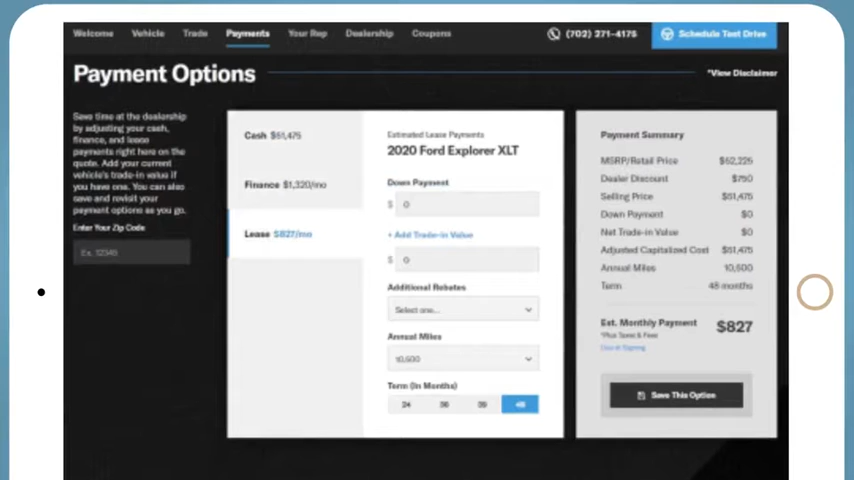 Welcome Vehicle Trade Payments Your Rep Dealership Coupons (702) 271-4175 Schedule Test Drive
Payment Options
*View Disclaimer
Save time at the dealership
by adjusting your cash,
finance, and lease
payments right here on the
quote. Add your current
vehicle's trade-in value if
you have one. You can also
save and revisit your
payment options as you go.
Enter Your Zip Code
Ex. 12345
Cash $51,475
Finance $1,320/mo
Lease $827/mo
Estimated Lease Payments
2020 Ford Explorer XLT
Down Payment
$ 0
+ Add Trade-in Value
$ 0
Additional Rebates
Select one...
Annual Miles
10,500
Term (In Months)
24 36 39 48
Payment Summary
MSRP/Retail Price $52,225
Dealer Discount $750
Selling Price $51,475
Down Payment $0
Net Trade-in Value $0
Adjusted Capitalized Cost $51,475
Annual Miles 10,500
Term 48 months
Est. Monthly Payment $827
*Plus Taxes & Fees
Due at Signing
Save This Option